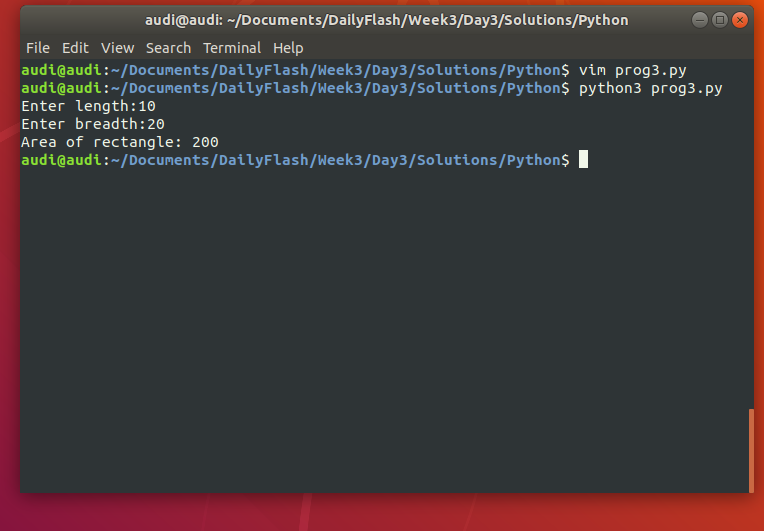 audi@audi: ~/Documents/DailyFlash/Week3/Day3/Solutions/Python
File Edit View Search Terminal Help
audi@audi:~/Documents/DailyFlash/Week3/Day3/Solutions/Python$ vim prog3.py
audi@audi:~/Documents/DailyFlash/Week3/Day3/Solutions/Python$ python3 prog3.py
Enter length:10
Enter breadth:20
Area of rectangle: 200
audi@audi:~/Documents/DailyFlash/Week3/Day3/Solutions/Python$